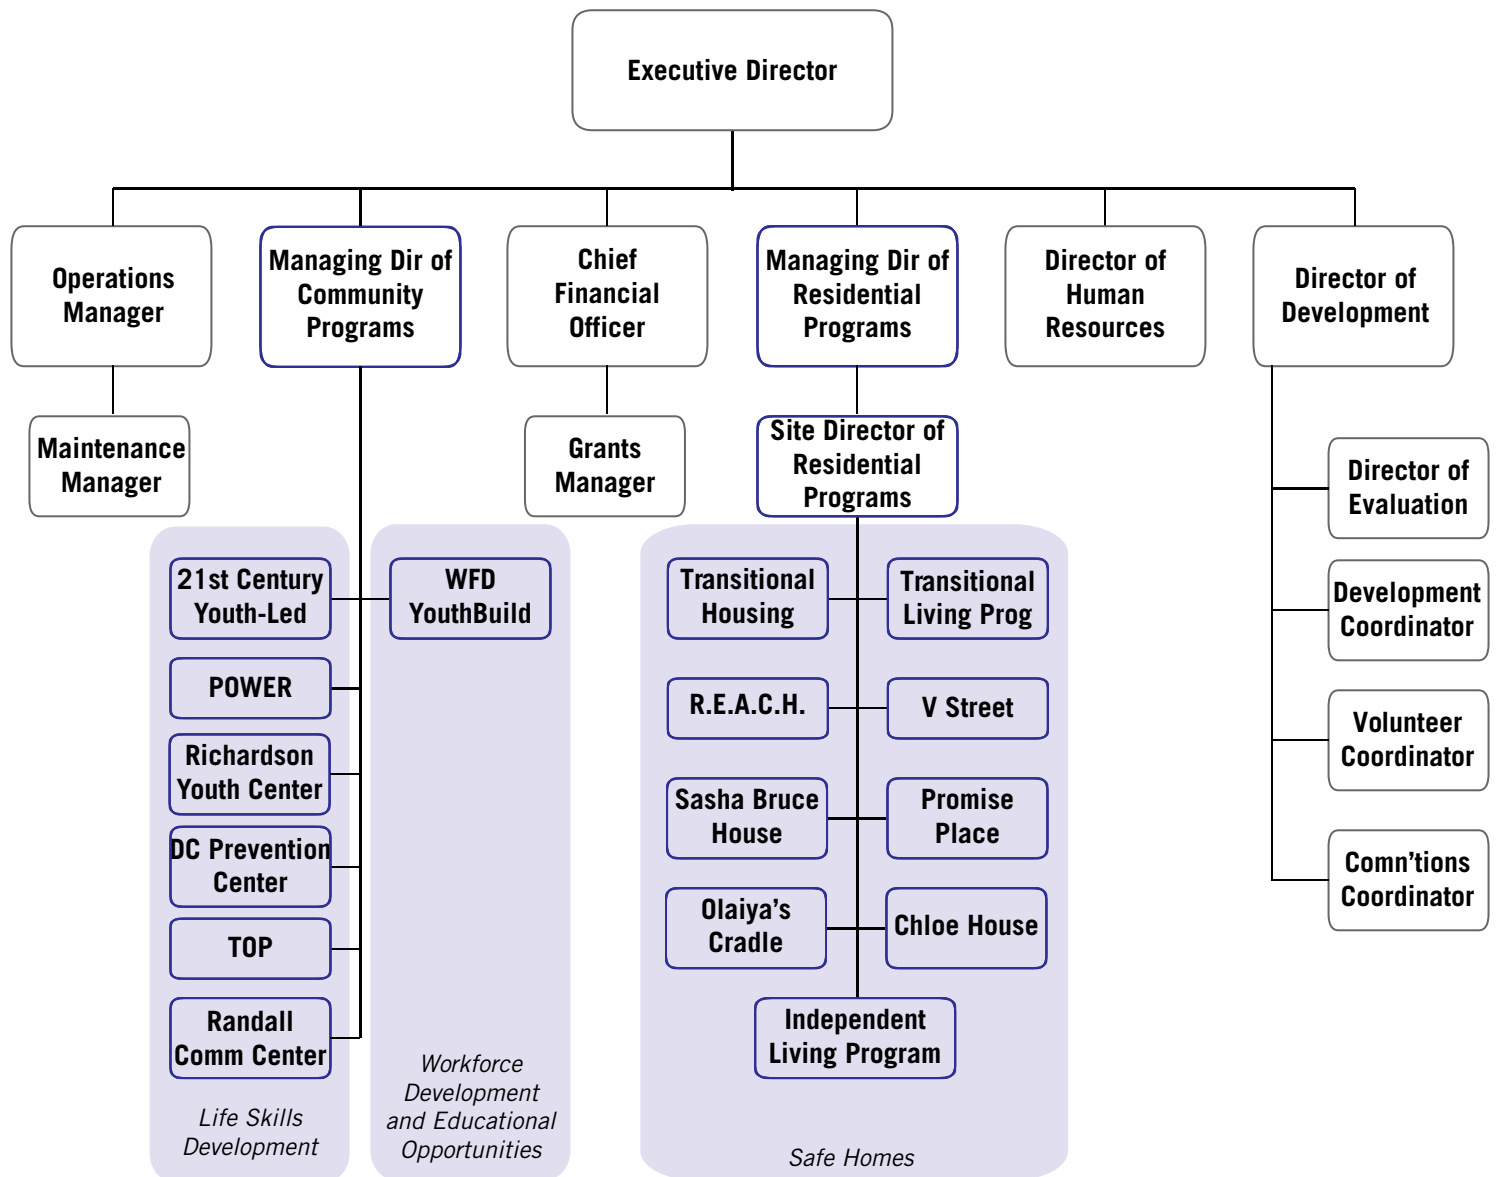 Executive Director
Operations
Manager
Managing Dir of
Community
Programs
Chief
Financial
Officer
Managing Dir of
Residential
Programs
Director of
Human
Resources
Director of
Development
Maintenance
Manager
Grants
Manager
Site Director of
Residential
Programs
Director of
Evaluation
Development
Coordinator
Volunteer
Coordinator
Comn'tions
Coordinator
21st Century
Youth-Led
POWER
Richardson
Youth Center
DC Prevention
Center
TOP
Randall
Comm Center
Life Skills
Development
WFD
YouthBuild
Workforce
Development
and Educational
Opportunities
Transitional
Housing
Transitional
Living Prog
R.E.A.C.H.
V Street
Sasha Bruce
House
Promise
Place
Olaiya's
Cradle
Chloe House
Independent
Living Program
Safe Homes